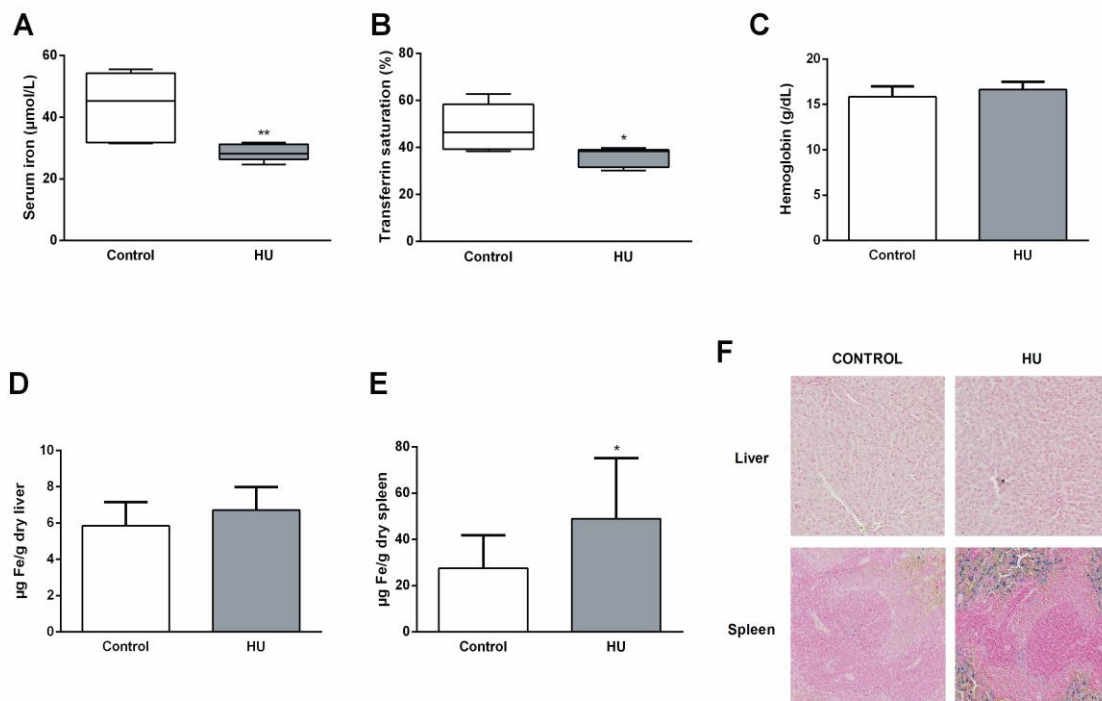 A
Serum iron (µmol/L)
60
40
20
0
**
Control HU
B
Transferrin saturation (%)
80
60
40
20
0
*
Control HU
C
Hemoglobin (g/dL)
20
15
10
5
0
Control HU
D
µg Fe/g dry liver
10
8
6
4
2
0
Control HU
E
µg Fe/g dry spleen
80
60
40
20
0
*
Control HU
F
CONTROL HU
Liver
Spleen